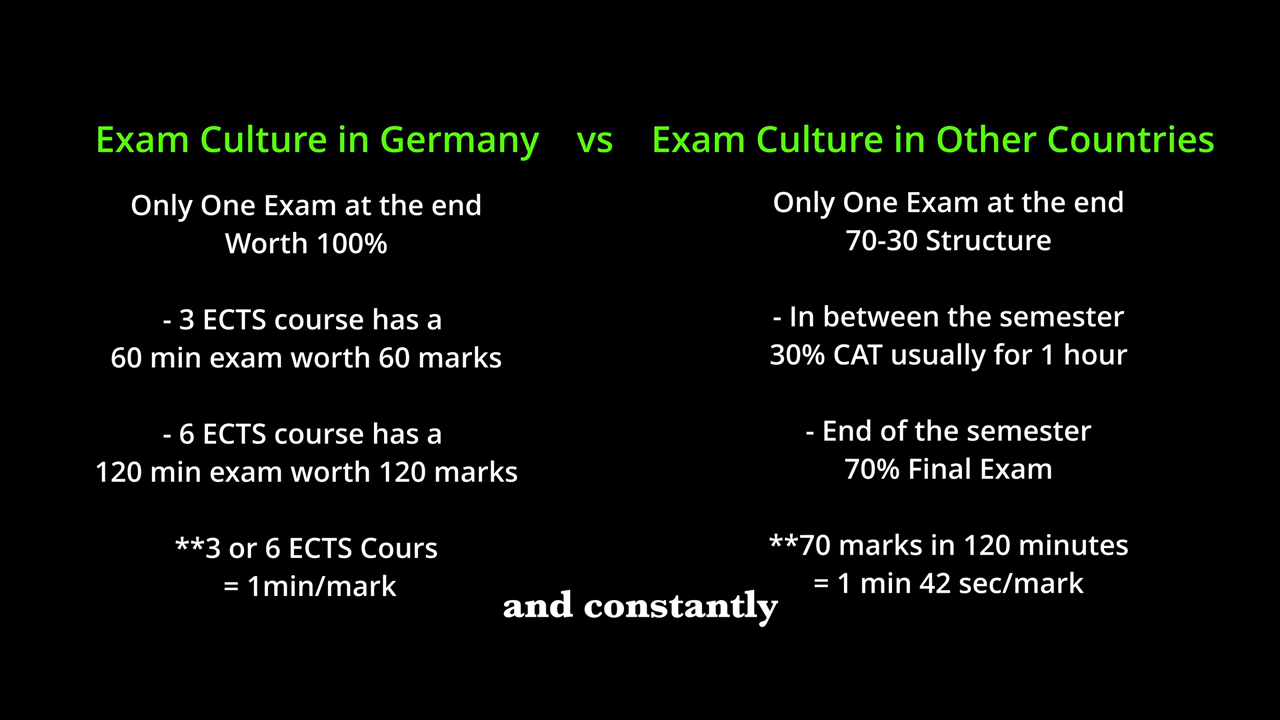 Exam Culture in Germany vs Exam Culture in Other Countries
Only One Exam at the end
Worth 100%
- 3 ECTS course has a
60 min exam worth 60 marks
- 6 ECTS course has a
120 min exam worth 120 marks
**3 or 6 ECTS Cours
= 1min/mark
Only One Exam at the end
70-30 Structure
- In between the semester
30% CAT usually for 1 hour
- End of the semester
70% Final Exam
**70 marks in 120 minutes
= 1 min 42 sec/mark
and constantly